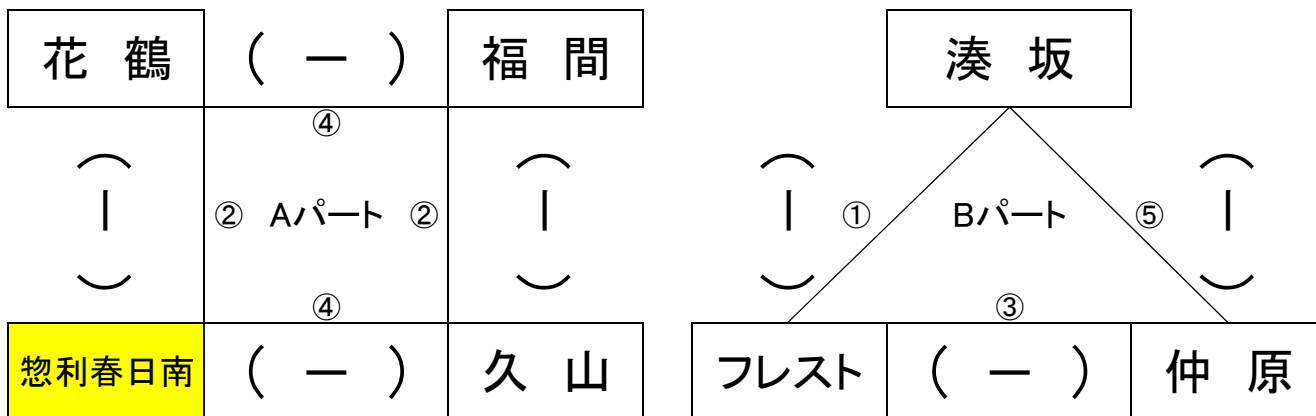 花 鶴 ( ー ) 福 間 湊 坂
④
( ー ) ② Aパート ② ( ー ) ( ー ) ① Bパート ⑤ ( ー )
④ ③
惣利春日南 ( ー ) 久 山 フレスト ( ー ) 仲 原